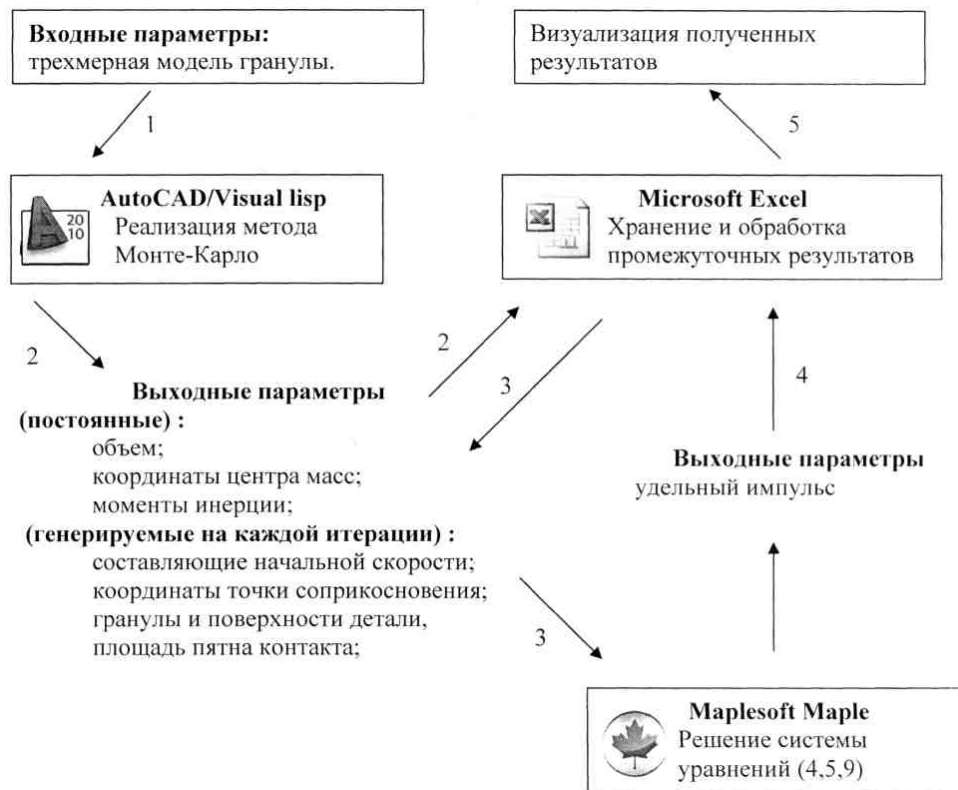 Входные параметры:
трехмерная модель гранулы.
Визуализация полученных
результатов
1
5
AutoCAD/Visual lisp
Реализация метода
Монте-Карло
20
10
Microsoft Excel
Хранение и обработка
промежуточных результатов
2
2
3
4
Выходные параметры
(постоянные) :
объем;
координаты центра масс;
моменты инерции;
(генерируемые на каждой итерации) :
составляющие начальной скорости;
координаты точки соприкосновения;
гранулы и поверхности детали,
площадь пятна контакта;
Выходные параметры
удельный импульс
3
Maplesoft Maple
Решение системы
уравнений (4,5,9)